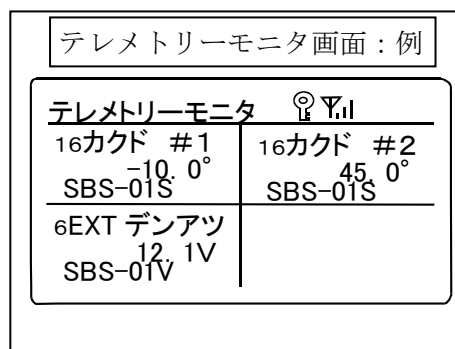 テレメトリーモニタ画面：例
テレメトリーモニタ
16カクド #1
-10. 0°
SBS-01S
16カクド #2
45. 0°
SBS-01S
6EXT デンアツ
12. 1V
SBS-01V